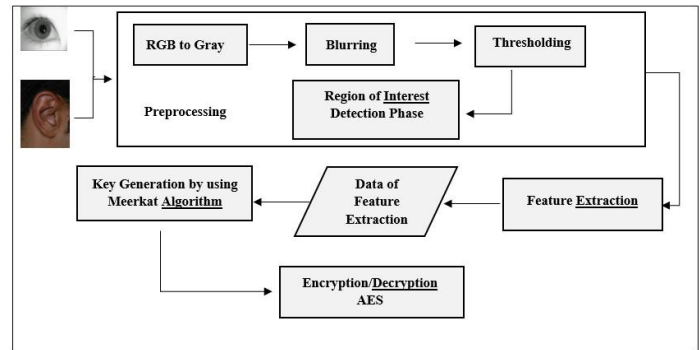 RGB to Gray
Blurring
Thresholding
Preprocessing
Region of Interest
Detection Phase
Key Generation by using
Meerkat Algorithm
Data of
Feature
Extraction
Feature Extraction
Encryption/Decryption
AES